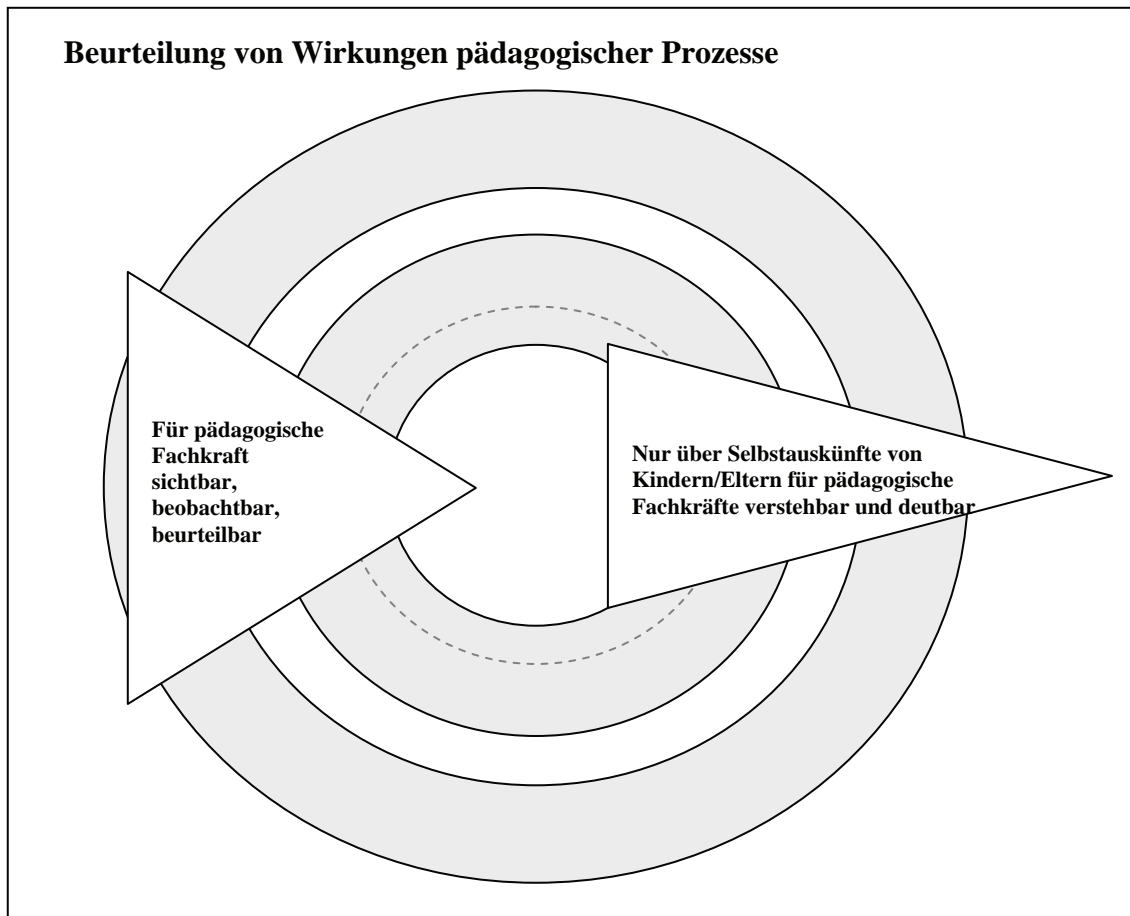 Beurteilung von Wirkungen pädagogischer Prozesse
Für pädagogische
Fachkraft
sichtbar,
beobachtbar,
beurteilbar
Nur über Selbstauskünfte von
Kindern/Eltern für pädagogische
Fachkräfte verstehbar und deutbar